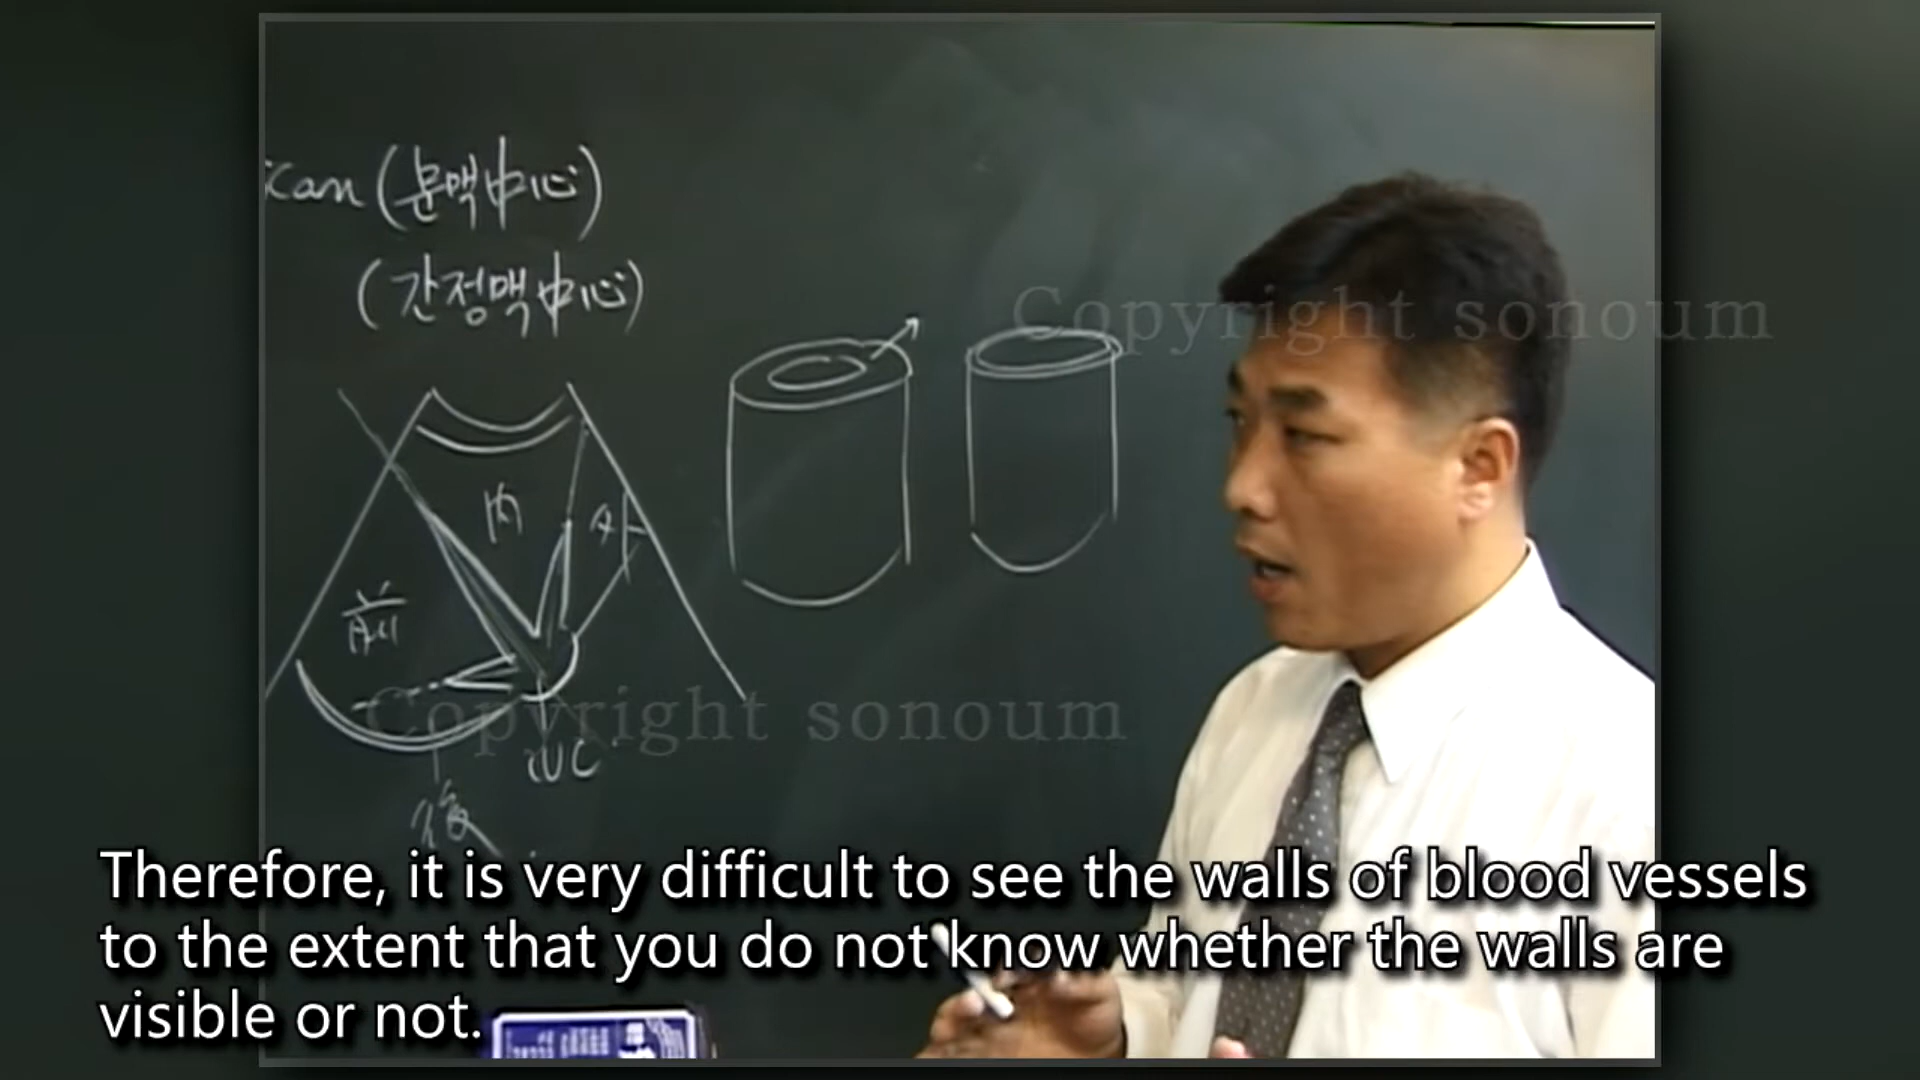 scan (문맥中心)
(간정맥中心)
Copyright sonoum
内
外
前
Copyright sonoum
IVC
後
Therefore, it is very difficult to see the walls of blood vessels
to the extent that you do not know whether the walls are
visible or not.